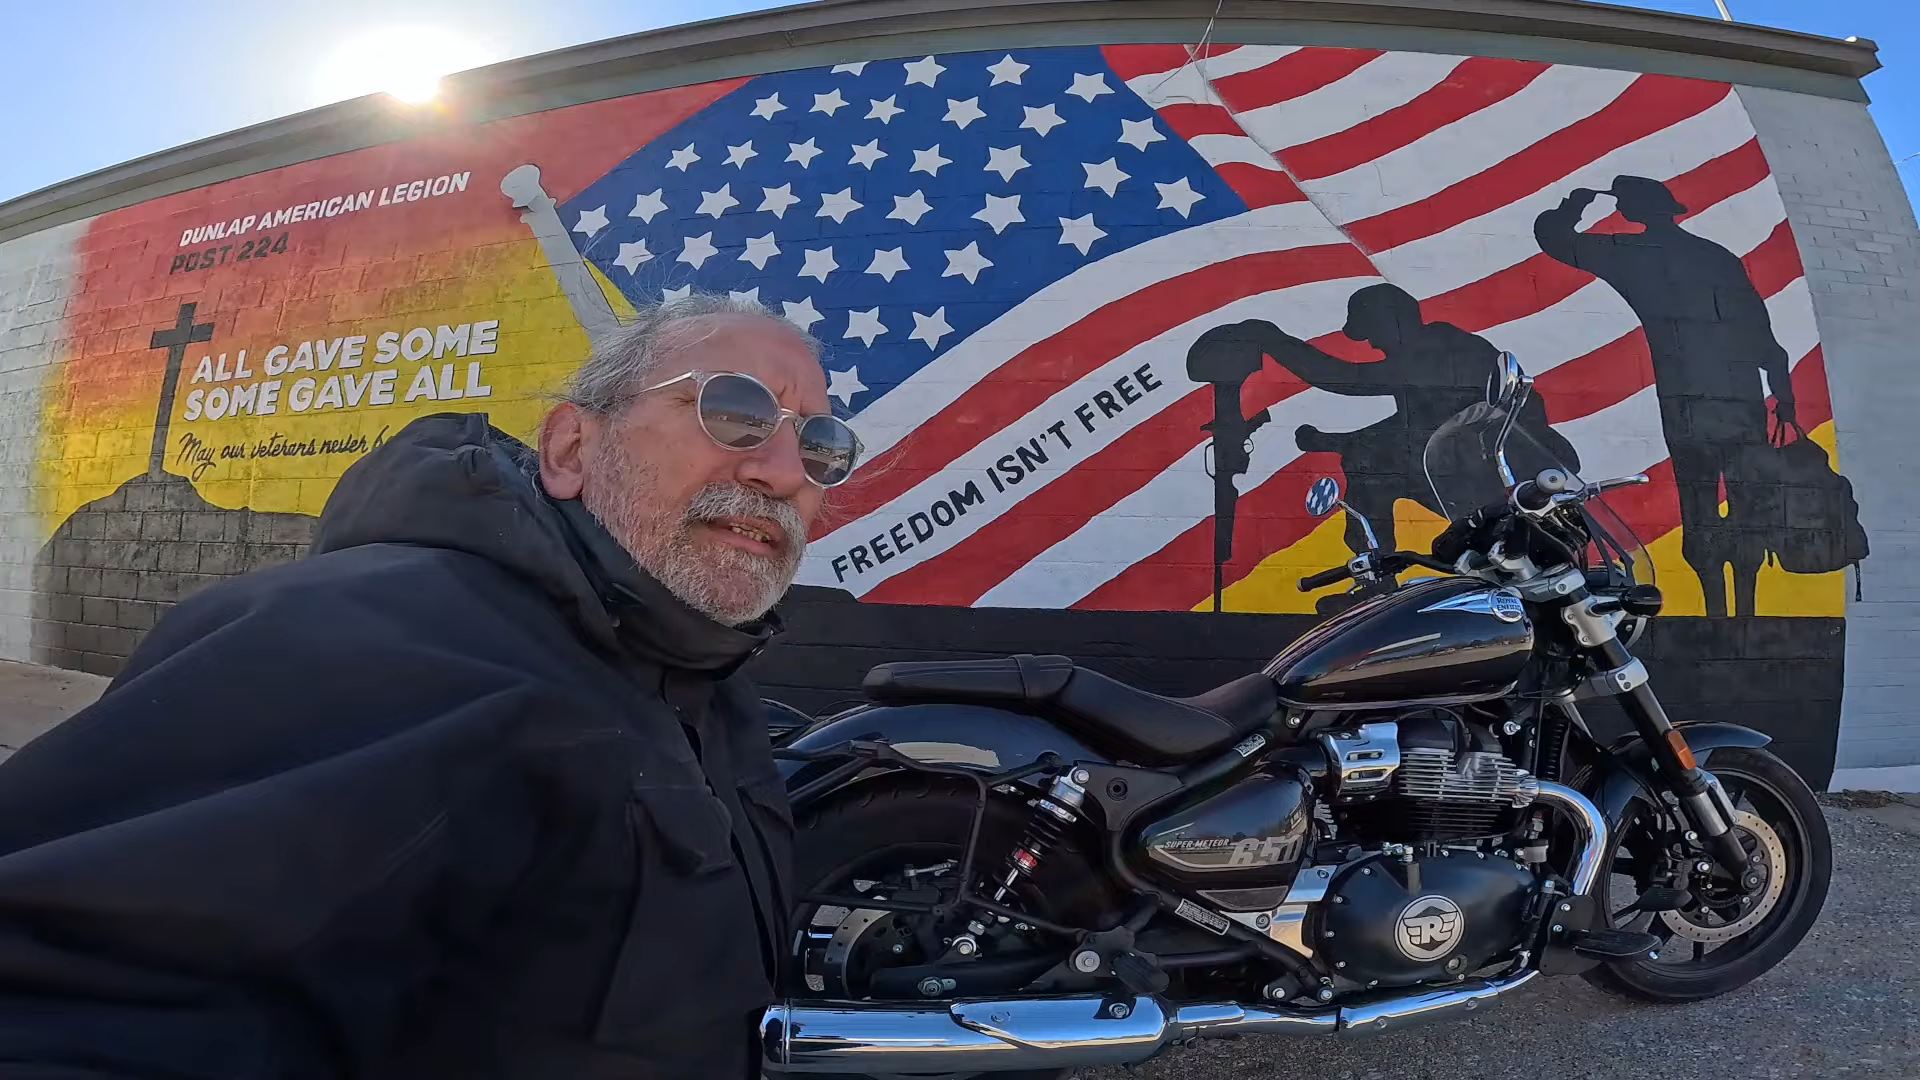 DUNLAP AMERICAN LEGION
POST 224
ALL GAVE SOME
SOME GAVE ALL
May our veterans never
FREEDOM ISN'T FREE
ROYAL
ENFIELD
SUPER METEOR
650
R